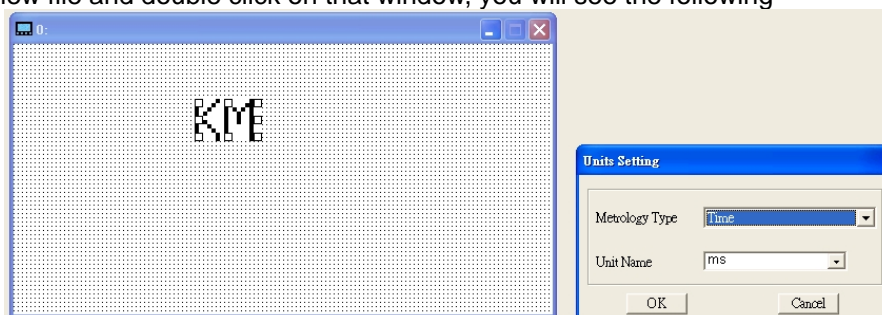 ow file and double click on that window, you will see the following
0:
KM
Units Setting
Metrology Type
Time
Unit Name
ms
OK
Cancel